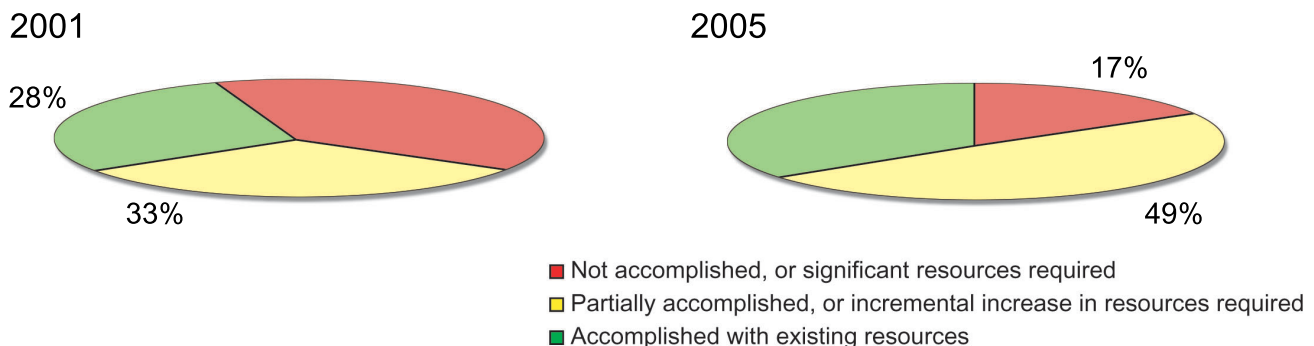 2001
2005
28%
33%
17%
49%
Not accomplished, or significant resources required
Partially accomplished, or incremental increase in resources required
Accomplished with existing resources